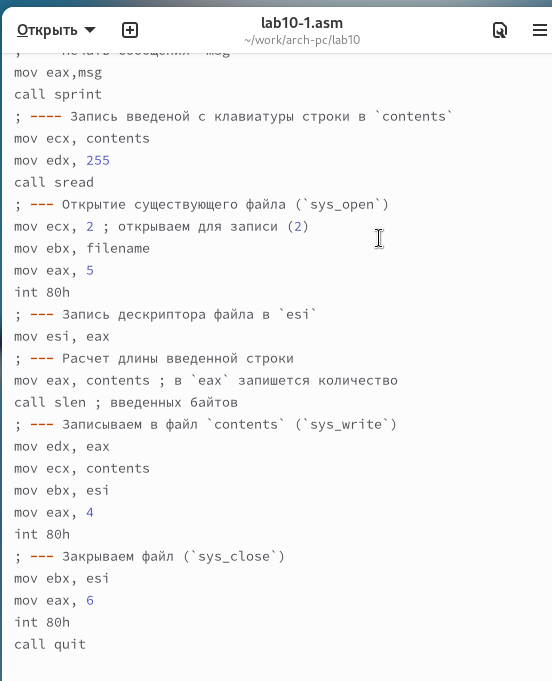 Открыть
lab10-1.asm
~/work/arch-pc/lab10
mov eax,msg
call sprint
; ---- Запись введеной с клавиатуры строки в `contents`
mov ecx, contents
mov edx, 255
call sread
; --- Открытие существующего файла (`sys_open`)
mov ecx, 2 ; открываем для записи (2)
mov ebx, filename
mov eax, 5
int 80h
; --- Запись дескриптора файла в `esi`
mov esi, eax
; --- Расчет длины введенной строки
mov eax, contents ; в `eax` запишется количество
call slen ; введенных байтов
; --- Записываем в файл `contents` (`sys_write`)
mov edx, eax
mov ecx, contents
mov ebx, esi
mov eax, 4
int 80h
; --- Закрываем файл (`sys_close`)
mov ebx, esi
mov eax, 6
int 80h
call quit